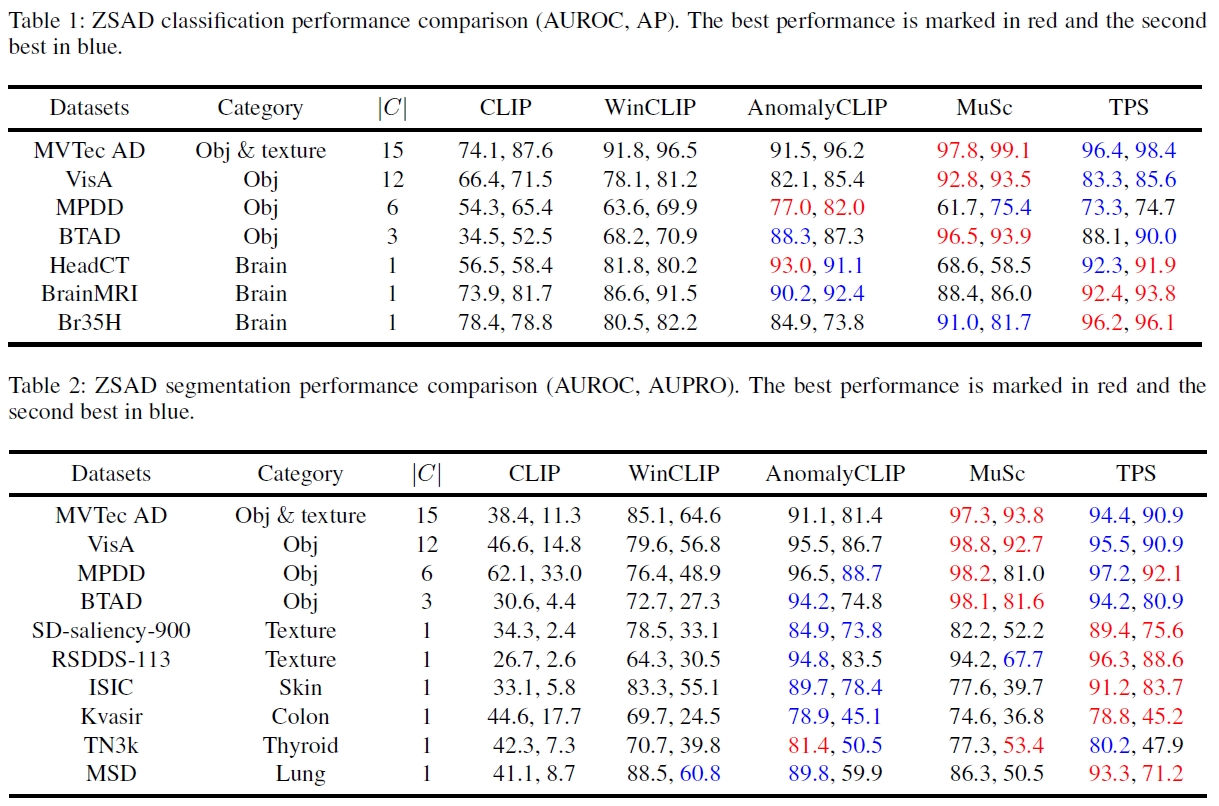 Table 1: ZSAD classification performance comparison (AUROC, AP). The best performance is marked in red and the second
best in blue.
Datasets Category |C| CLIP WinCLIP AnomalyCLIP MuSc TPS
MVTec AD Obj & texture 15 74.1, 87.6 91.8, 96.5 91.5, 96.2 97.8, 99.1 96.4, 98.4
VisA Obj 12 66.4, 71.5 78.1, 81.2 82.1, 85.4 92.8, 93.5 83.3, 85.6
MPDD Obj 6 54.3, 65.4 63.6, 69.9 77.0, 82.0 61.7, 75.4 73.3, 74.7
BTAD Obj 3 34.5, 52.5 68.2, 70.9 88.3, 87.3 96.5, 93.9 88.1, 90.0
HeadCT Brain 1 56.5, 58.4 81.8, 80.2 93.0, 91.1 68.6, 58.5 92.3, 91.9
BrainMRI Brain 1 73.9, 81.7 86.6, 91.5 90.2, 92.4 88.4, 86.0 92.4, 93.8
Br35H Brain 1 78.4, 78.8 80.5, 82.2 84.9, 73.8 91.0, 81.7 96.2, 96.1
Table 2: ZSAD segmentation performance comparison (AUROC, AUPRO). The best performance is marked in red and the
second best in blue.
Datasets Category |C| CLIP WinCLIP AnomalyCLIP MuSc TPS
MVTec AD Obj & texture 15 38.4, 11.3 85.1, 64.6 91.1, 81.4 97.3, 93.8 94.4, 90.9
VisA Obj 12 46.6, 14.8 79.6, 56.8 95.5, 86.7 98.8, 92.7 95.5, 90.9
MPDD Obj 6 62.1, 33.0 76.4, 48.9 96.5, 88.7 98.2, 81.0 97.2, 92.1
BTAD Obj 3 30.6, 4.4 72.7, 27.3 94.2, 74.8 98.1, 81.6 94.2, 80.9
SD-saliency-900 Texture 1 34.3, 2.4 78.5, 33.1 84.9, 73.8 82.2, 52.2 89.4, 75.6
RSDDS-113 Texture 1 26.7, 2.6 64.3, 30.5 94.8, 83.5 94.2, 67.7 96.3, 88.6
ISIC Skin 1 33.1, 5.8 83.3, 55.1 89.7, 78.4 77.6, 39.7 91.2, 83.7
Kvasir Colon 1 44.6, 17.7 69.7, 24.5 78.9, 45.1 74.6, 36.8 78.8, 45.2
TN3k Thyroid 1 42.3, 7.3 70.7, 39.8 81.4, 50.5 77.3, 53.4 80.2, 47.9
MSD Lung 1 41.1, 8.7 88.5, 60.8 89.8, 59.9 86.3, 50.5 93.3, 71.2